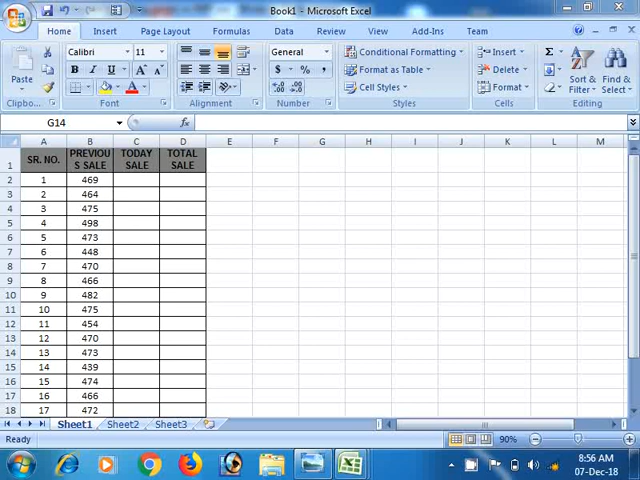 Book1 - Microsoft Excel
Home Insert Page Layout Formulas Data Review View Add-Ins Team
Paste
Calibri 11
B I U
General
$ % ,
Conditional Formatting
Format as Table
Cell Styles
Insert
Delete
Format
Σ
Sort & Filter
Find & Select
Clipboard Font Alignment Number Styles Cells Editing
G14 fx
A B C D E F G H I J K L M
1 SR. NO. PREVIOUS SALE TODAY SALE TOTAL SALE
2 1 469
3 2 464
4 3 475
5 4 498
6 5 473
7 6 448
8 7 470
9 8 466
10 9 482
11 10 475
12 11 454
13 12 470
14 13 473
15 14 439
16 15 474
17 16 466
18 17 472
Sheet1 Sheet2 Sheet3
Ready 90%
8:56 AM
07-Dec-18